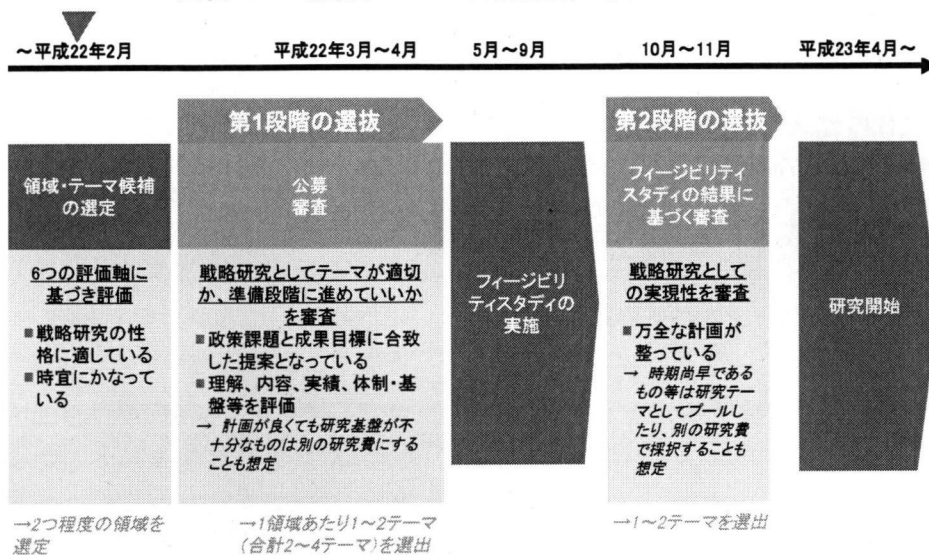 ～平成22年2月
平成22年3月～4月
5月～9月
10月～11月
平成23年4月～
領域・テーマ候補
の選定
6つの評価軸に
基づき評価
■戦略研究の性
格に適している
■時宜にかなって
いる
→2つ程度の領域を
選定
第1段階の選抜
公募
審査
戦略研究としてテーマが適切
か、準備段階に進めていいか
を審査
■政策課題と成果目標に合致
した提案となっている
■理解、内容、実績、体制・基
盤等を評価
→ 計画が良くても研究基盤が不
十分なものは別の研究費にする
ことも想定
→1領域あたり1～2テーマ
(合計2～4テーマ)を選出
フィージビリ
ティスタディの
実施
第2段階の選抜
フィージビリティ
スタディの結果に
基づく審査
戦略研究として
の実現性を審査
■万全な計画が
整っている
→ 時期尚早である
もの等は研究テー
マとしてプールし
たり、別の研究費
で採択することも
想定
→1～2テーマを選出
研究開始